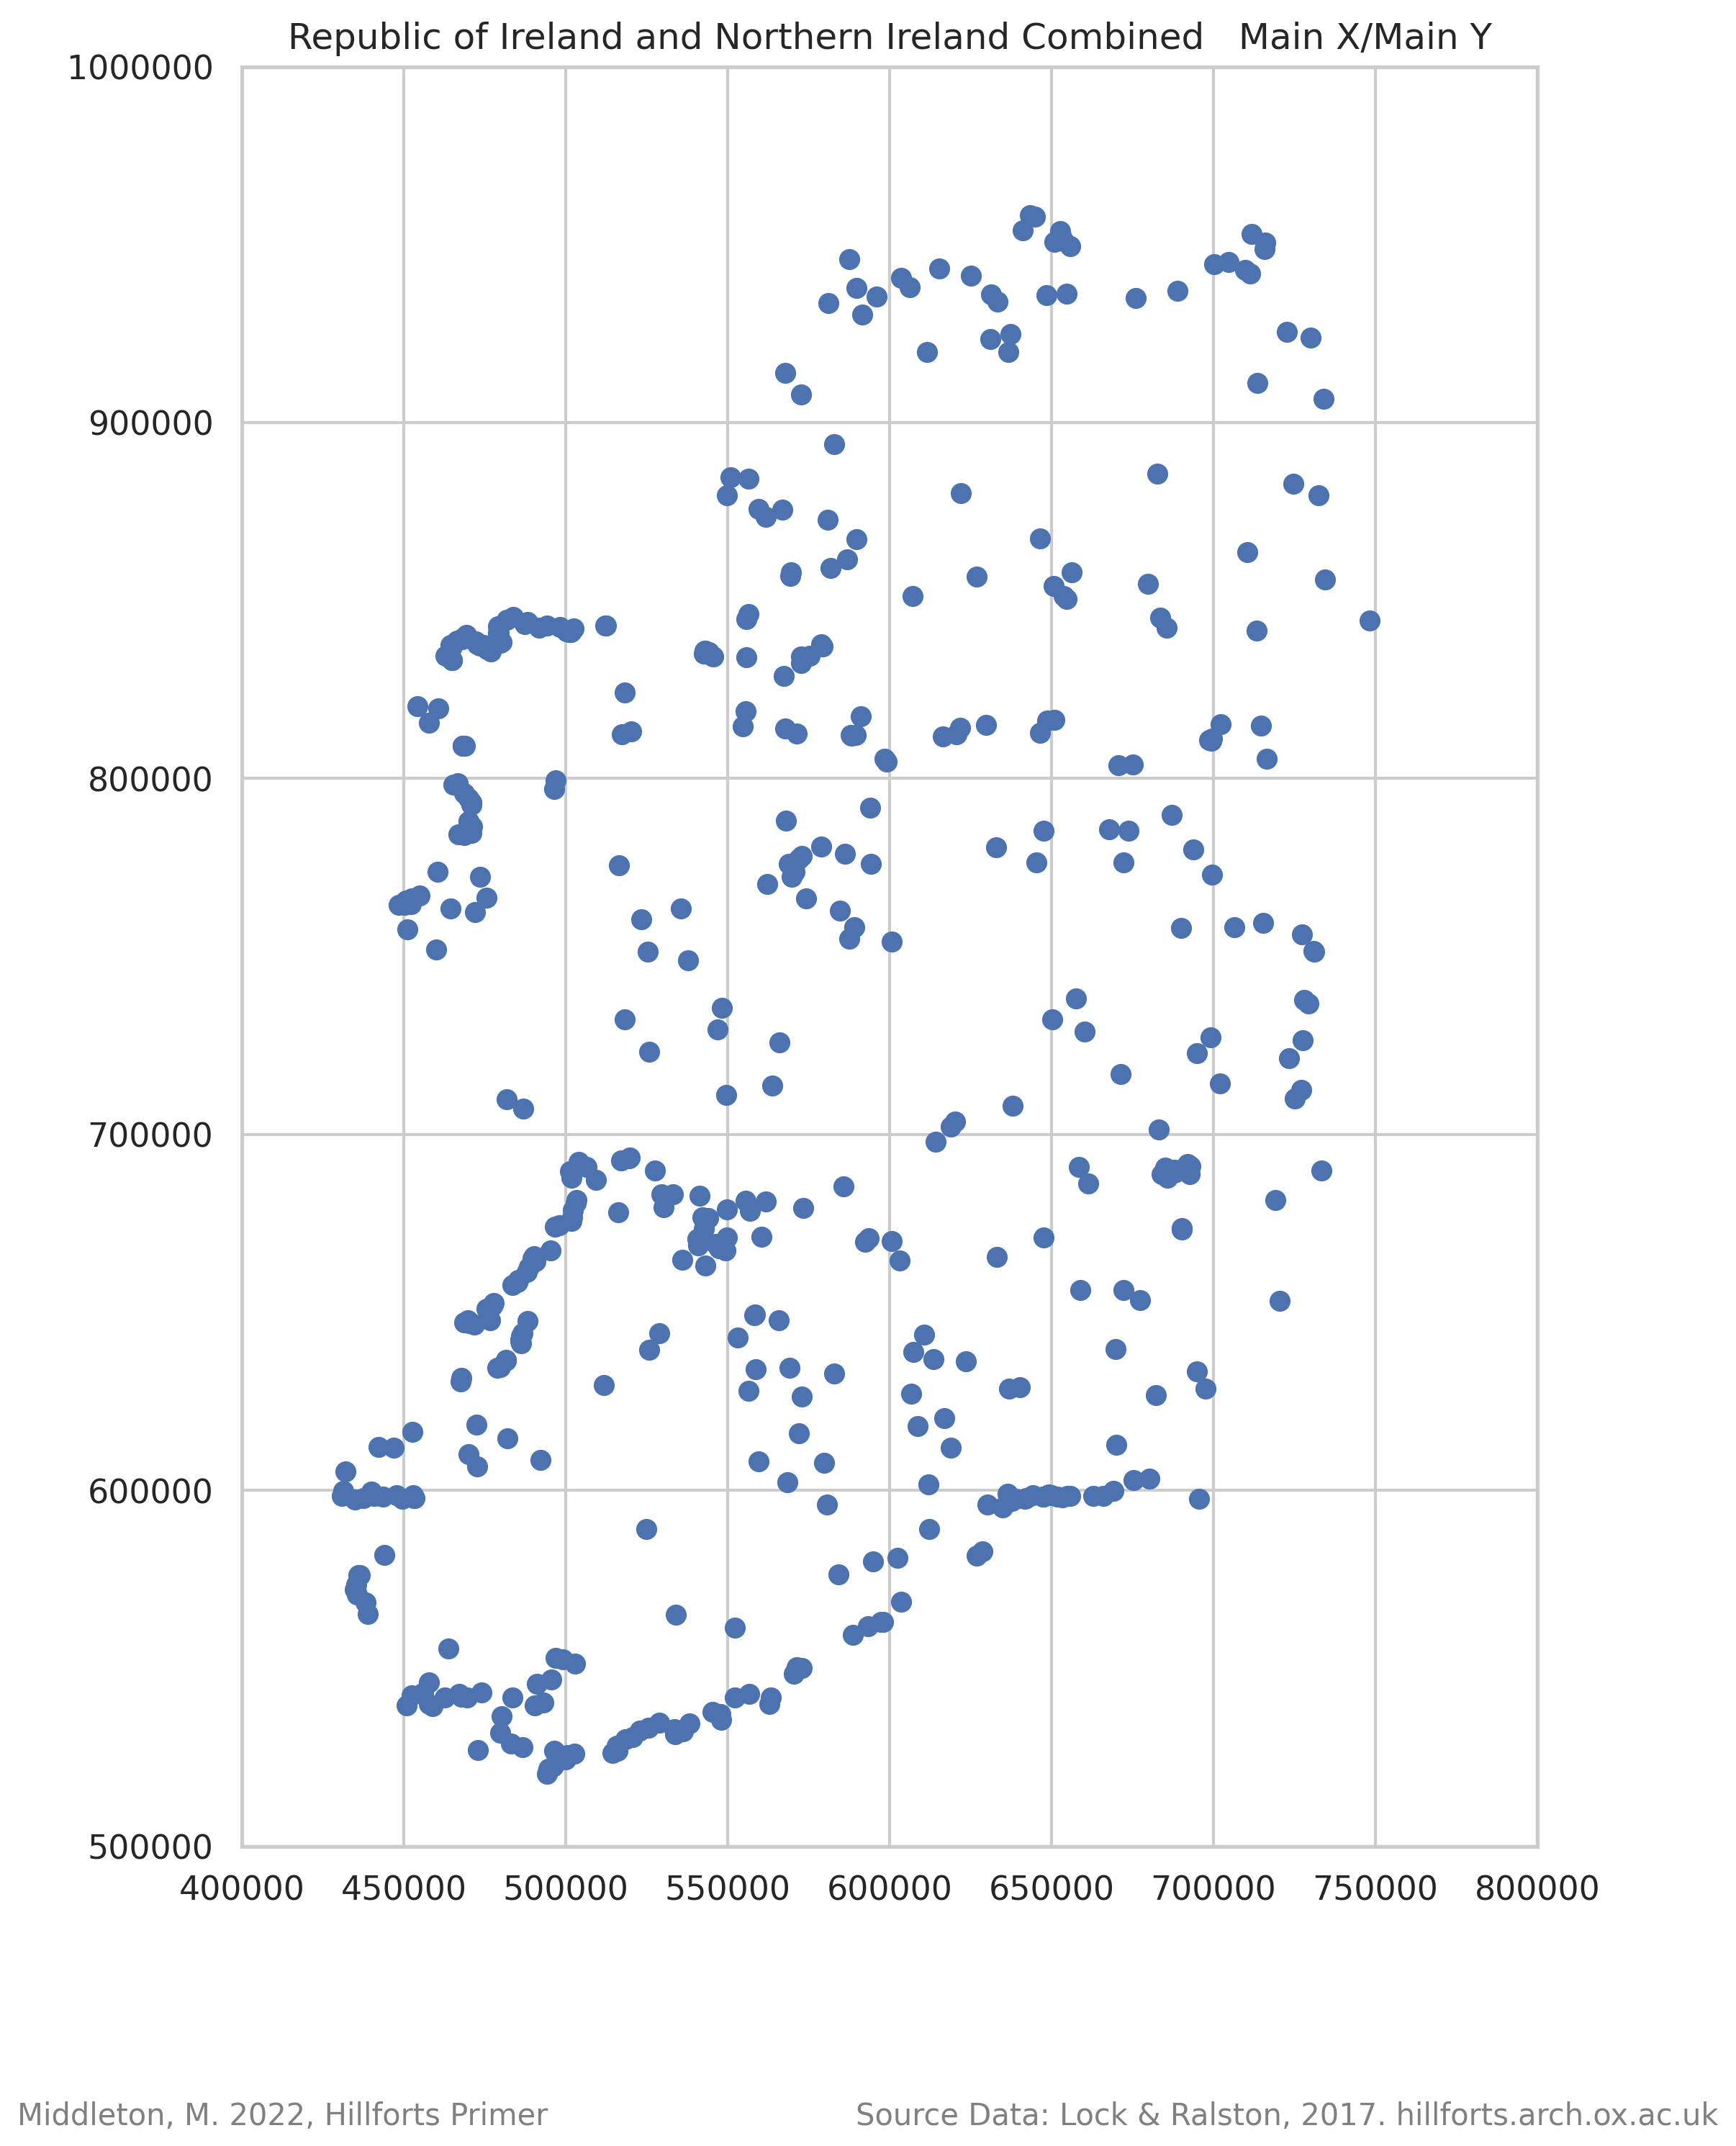 Republic of Ireland and Northern Ireland Combined   Main X/Main Y
1000000
900000
800000
700000
600000
500000
400000 450000 500000 550000 600000 650000 700000 750000 800000
Middleton, M. 2022, Hillforts Primer
Source Data: Lock & Ralston, 2017. hillforts.arch.ox.ac.uk